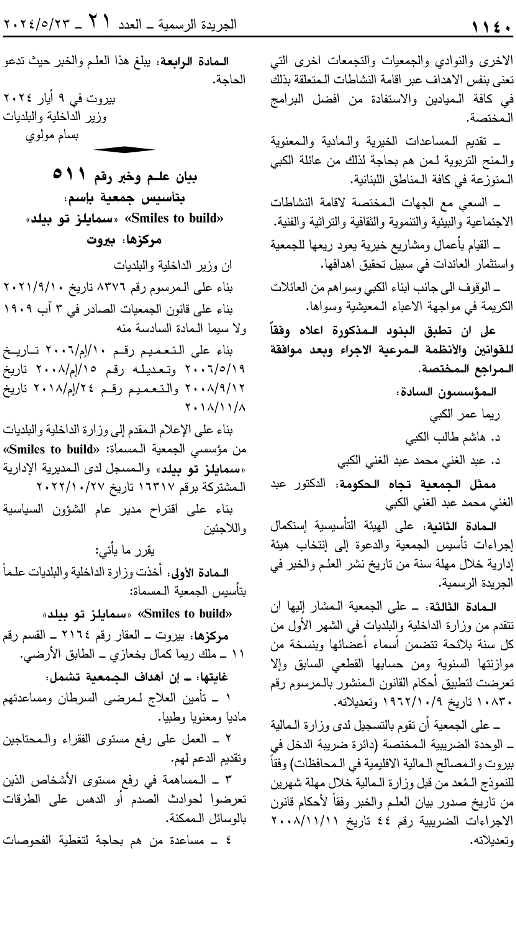 ١١٤٠
الجريدة الرسمية ــ العدد ٢١ ــ ٢٠٢٤/٥/٢٣
الاخرى والنوادي والجمعيات والتجمعات اخرى التي
تعنى بنفس الاهداف عبر اقامة النشاطات المتعلقة بذلك
في كافة الميادين والاستفادة من افضل البرامج
المختصة.
ــ تقديم المساعدات الخيرية والمادية والمعنوية
والمنح التربوية لمن هم بحاجة لذلك من عائلة الكبي
المتوزعة في كافة المناطق اللبنانية.
ــ السعي مع الجهات المختصة لاقامة النشاطات
الاجتماعية والبيئية والتنموية والثقافية والتراثية والفنية.
ــ القيام بأعمال ومشاريع خيرية يعود ريعها للجمعية
واستثمار العائدات في سبيل تحقيق اهدافها.
ــ الوقوف الى جانب ابناء الكبي وسواهم من العائلات
الكريمة في مواجهة الاعباء المعيشية وسواها.
على ان تطبق البنود المذكورة اعلاه وفقاً
للقوانين والأنظمة المرعية الاجراء وبعد موافقة
المراجع المختصة.
المؤسسون السادة:
ريما عمر الكبي
د. هاشم طالب الكبي
د. عبد الغني محمد عبد الغني الكبي
ممثل الجمعية تجاه الحكومة: الدكتور عبد
الغني محمد عبد الغني الكبي
المادة الثانية: على الهيئة التأسيسية إستكمال
إجراءات تأسيس الجمعية والدعوة إلى إنتخاب هيئة
إدارية خلال مهلة سنة من تاريخ نشر العلم والخبر في
الجريدة الرسمية.
المادة الثالثة: ــ على الجمعية المشار إليها ان
تتقدم من وزارة الداخلية والبلديات في الشهر الأول من
كل سنة بلائحة تتضمن أسماء أعضائها وبنسخة من
موازنتها السنوية ومن حسابها القطعي السابق وإلا
تعرضت لتطبيق أحكام القانون المنشور بالمرسوم رقم
١٠٨٣٠ تاريخ ١٩٦٢/١٠/٩ وتعديلاته.
ــ على الجمعية أن تقوم بالتسجيل لدى وزارة المالية
ــ الوحدة الضريبية المختصة (دائرة ضريبة الدخل في
بيروت والمصالح المالية الاقليمية في المحافظات) وفقاً
للنموذج المُعد من قبل وزارة المالية خلال مهلة شهرين
من تاريخ صدور بيان العلم والخبر وفقاً لأحكام قانون
الاجراءات الضريبية رقم ٤٤ تاريخ ٢٠٠٨/١١/١١
وتعديلاته.
المادة الرابعة: يبلغ هذا العلم والخبر حيث تدعو
الحاجة.
بيروت في ٩ أيار ٢٠٢٤
وزير الداخلية والبلديات
بسام مولوي
بيان علم وخبر رقم ٥١١
بتأسيس جمعية بإسم:
«Smiles to build» «سمايلز تو بيلد»
مركزها: بيروت
ان وزير الداخلية والبلديات
بناء على المرسوم رقم ٨٣٧٦ تاريخ ٢٠٢١/٩/١٠
بناء على قانون الجمعيات الصادر في ٣ آب ١٩٠٩
ولا سيما المادة السادسة منه
بناء على التعميم رقم ١٠/إم/٢٠٠٦ تاريخ
٢٠٠٦/٥/١٩ وتعديله رقم ١٥/إم/٢٠٠٨ تاريخ
٢٠٠٨/٩/١٢ والتعميم رقم ٢٤/إم/٢٠١٨ تاريخ
٢٠١٨/١١/٨
بناء على الإعلام المقدم إلى وزارة الداخلية والبلديات
من مؤسسي الجمعية المسماة: «Smiles to build»
«سمايلز تو بيلد» والمسجل لدى المديرية الإدارية
المشتركة برقم ١٦٣١٧ تاريخ ٢٠٢٢/١٠/٢٧
بناء على اقتراح مدير عام الشؤون السياسية
واللاجئين
يقرر ما يأتي:
المادة الأولى: أخذت وزارة الداخلية والبلديات علماً
بتأسيس الجمعية المسماة:
«Smiles to build» «سمايلز تو بيلد»
مركزها: بيروت ــ العقار رقم ٢١٦٤ ــ القسم رقم
١١ ــ ملك ريما كمال بخعازي ــ الطابق الأرضي.
غايتها: ــ إن أهداف الجمعية تشمل:
١ ــ تأمين العلاج لمرضى السرطان ومساعدتهم
ماديا ومعنويا وطبيا.
٢ ــ العمل على رفع مستوى الفقراء والمحتاجين
وتقديم الدعم لهم.
٣ ــ المساهمة في رفع مستوى الأشخاص الذين
تعرضوا لحوادث الصدم أو الدهس على الطرقات
بالوسائل الممكنة.
٤ ــ مساعدة من هم بحاجة لتغطية الفحوصات